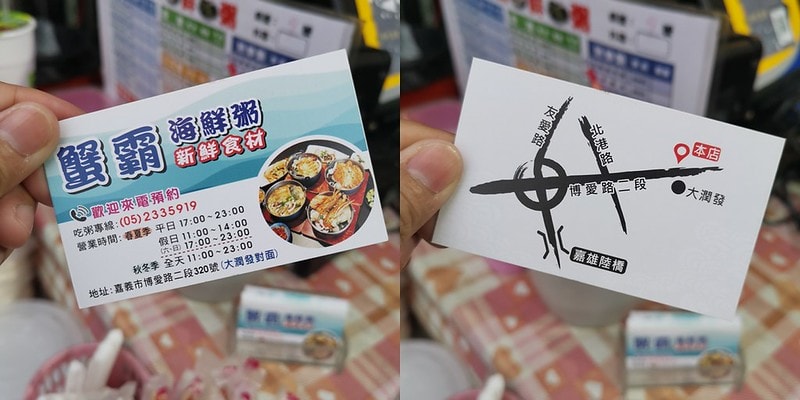 蟹霸 海鮮粥
新鮮食材
歡迎來電預約
吃粥專線: (05)2335919
營業時間: 春夏季 平日 17:00~23:00
假日 11:00~14:00
(六、日) 17:00~23:00
秋冬季 全天 11:00~23:00
地址: 嘉義市博愛路二段320號(大潤發對面)
友愛路
北港路
本店
博愛路二段
大潤發
嘉雄陸橋